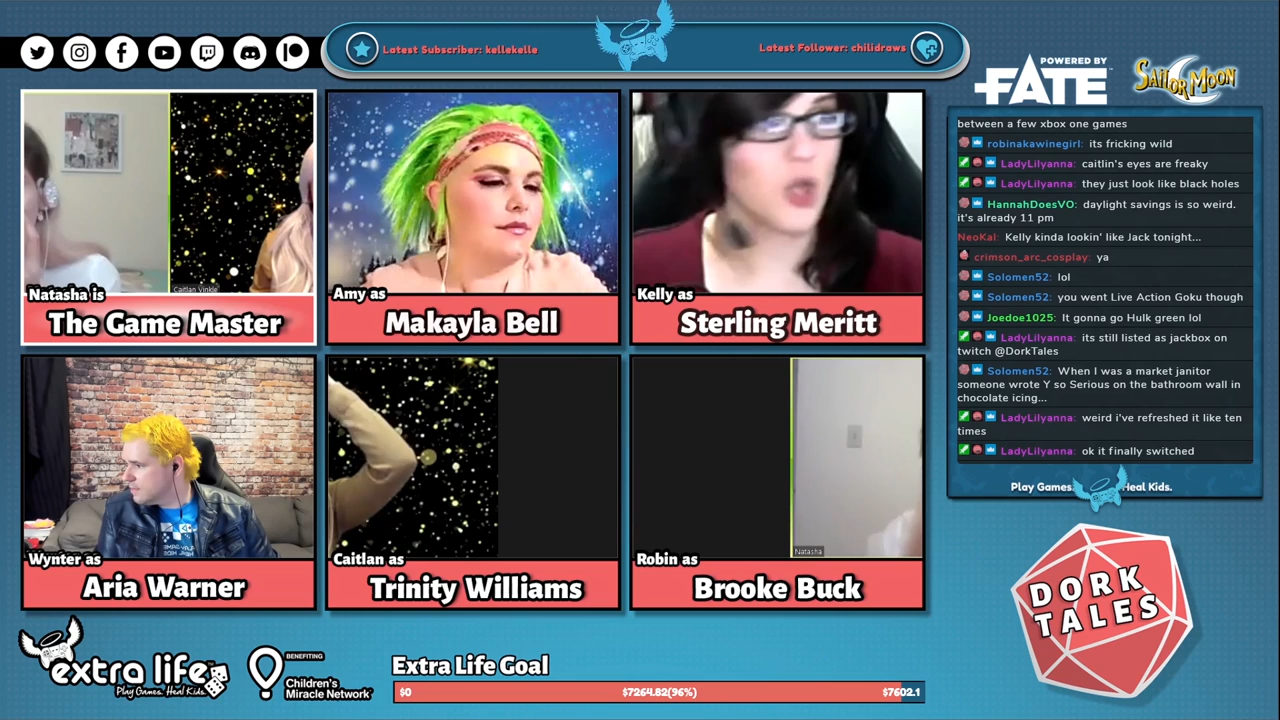 Latest Subscriber: kellekelle
Latest Follower: chilidraws
POWERED BY
FATE
SAILOR MOON
Caitlan Vinkle
Natasha is
The Game Master
Amy as
Makayla Bell
Kelly as
Sterling Meritt
between a few xbox one games
robinakawinegirl: its fricking wild
LadyLilyanna: caitlin's eyes are freaky
LadyLilyanna: they just look like black holes
HannahDoesVO: daylight savings is so weird.
it's already 11 pm
NeoKal: Kelly kinda lookin' like Jack tonight...
crimson_arc_cosplay: ya
Solomen52: lol
Solomen52: you went Live Action Goku though
Joedoe1025: It gonna go Hulk green lol
LadyLilyanna: its still listed as jackbox on
twitch @DorkTales
Solomen52: When I was a market janitor
someone wrote Y so Serious on the bathroom wall in
chocolate icing...
LadyLilyanna: weird i've refreshed it like ten
times
LadyLilyanna: ok it finally switched
Play Games. Heal Kids.
Wynter as
Aria Warner
Caitlan as
Trinity Williams
Natasha
Robin as
Brooke Buck
DORK
TALES
extra life
Play Games. Heal Kids.
BENEFITING
Children's
Miracle Network
Extra Life Goal
$0
$7264.82(96%)
$7602.1